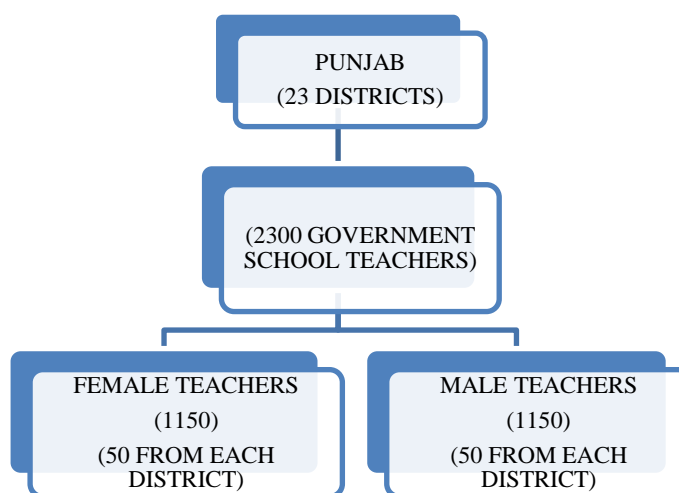 PUNJAB
(23 DISTRICTS)
(2300 GOVERNMENT
SCHOOL TEACHERS)
FEMALE TEACHERS
(1150)
(50 FROM EACH
DISTRICT)
MALE TEACHERS
(1150)
(50 FROM EACH
DISTRICT)